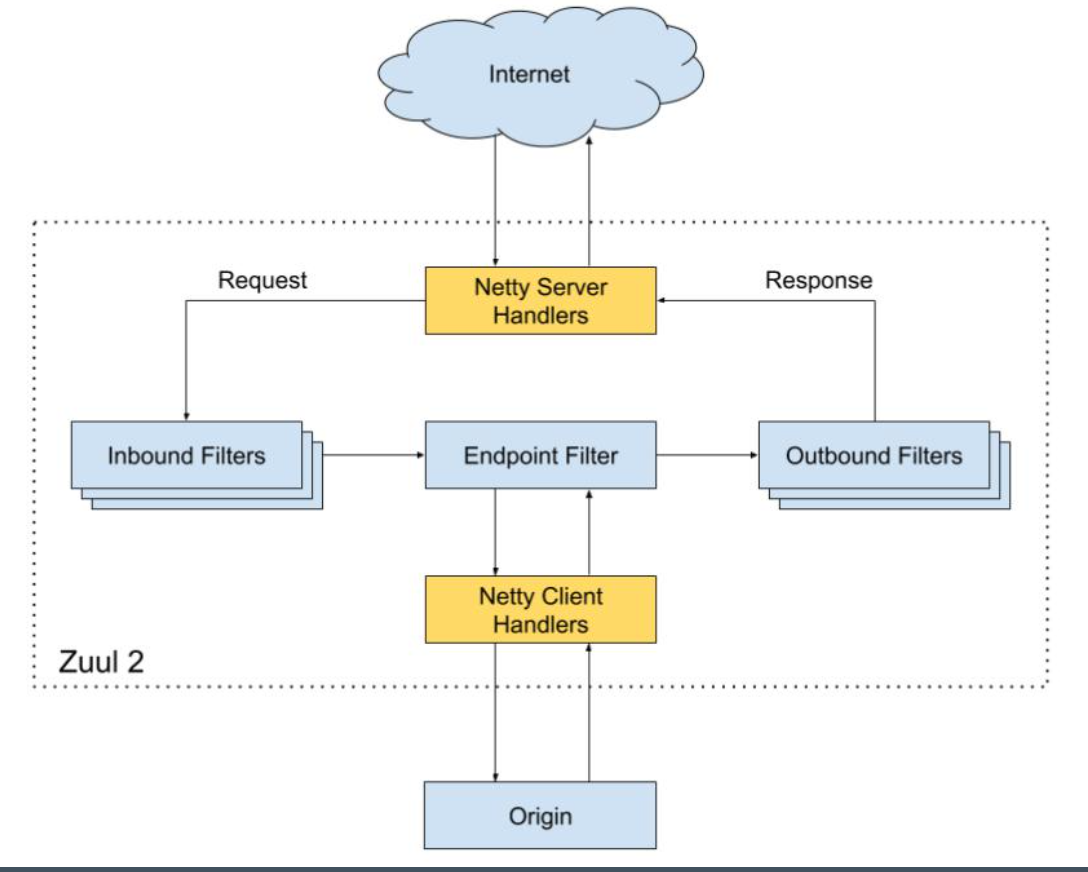 Internet
Request
Netty Server
Handlers
Response
Inbound Filters
Endpoint Filter
Outbound Filters
Netty Client
Handlers
Zuul 2
Origin